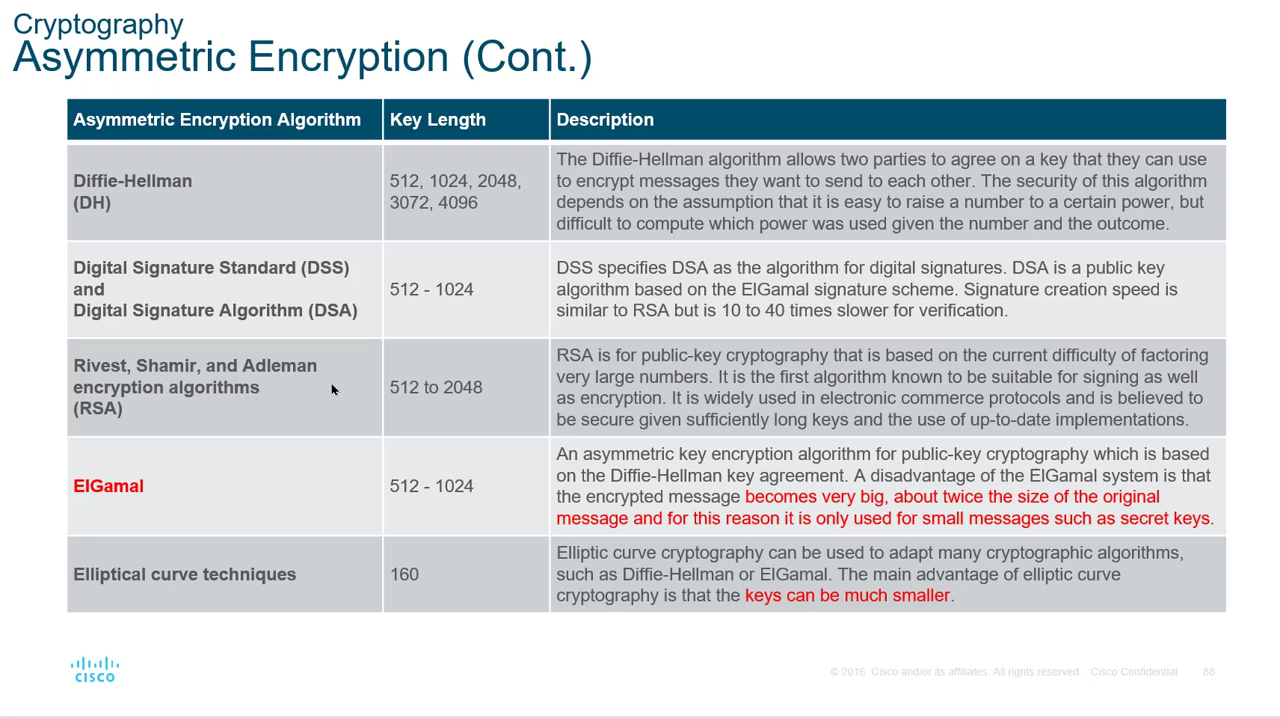 Cryptography
Asymmetric Encryption (Cont.)
Asymmetric Encryption Algorithm
Key Length
Description
Diffie-Hellman
(DH)
512, 1024, 2048,
3072, 4096
The Diffie-Hellman algorithm allows two parties to agree on a key that they can use
to encrypt messages they want to send to each other. The security of this algorithm
depends on the assumption that it is easy to raise a number to a certain power, but
difficult to compute which power was used given the number and the outcome.
Digital Signature Standard (DSS)
and
Digital Signature Algorithm (DSA)
512 - 1024
DSS specifies DSA as the algorithm for digital signatures. DSA is a public key
algorithm based on the ElGamal signature scheme. Signature creation speed is
similar to RSA but is 10 to 40 times slower for verification.
Rivest, Shamir, and Adleman
encryption algorithms
(RSA)
512 to 2048
RSA is for public-key cryptography that is based on the current difficulty of factoring
very large numbers. It is the first algorithm known to be suitable for signing as well
as encryption. It is widely used in electronic commerce protocols and is believed to
be secure given sufficiently long keys and the use of up-to-date implementations.
ElGamal
512 - 1024
An asymmetric key encryption algorithm for public-key cryptography which is based
on the Diffie-Hellman key agreement. A disadvantage of the ElGamal system is that
the encrypted message becomes very big, about twice the size of the original
message and for this reason it is only used for small messages such as secret keys.
Elliptical curve techniques
160
Elliptic curve cryptography can be used to adapt many cryptographic algorithms,
such as Diffie-Hellman or ElGamal. The main advantage of elliptic curve
cryptography is that the keys can be much smaller.
CISCO
© 2016 Cisco and/or its affiliates. All rights reserved. Cisco Confidential
88